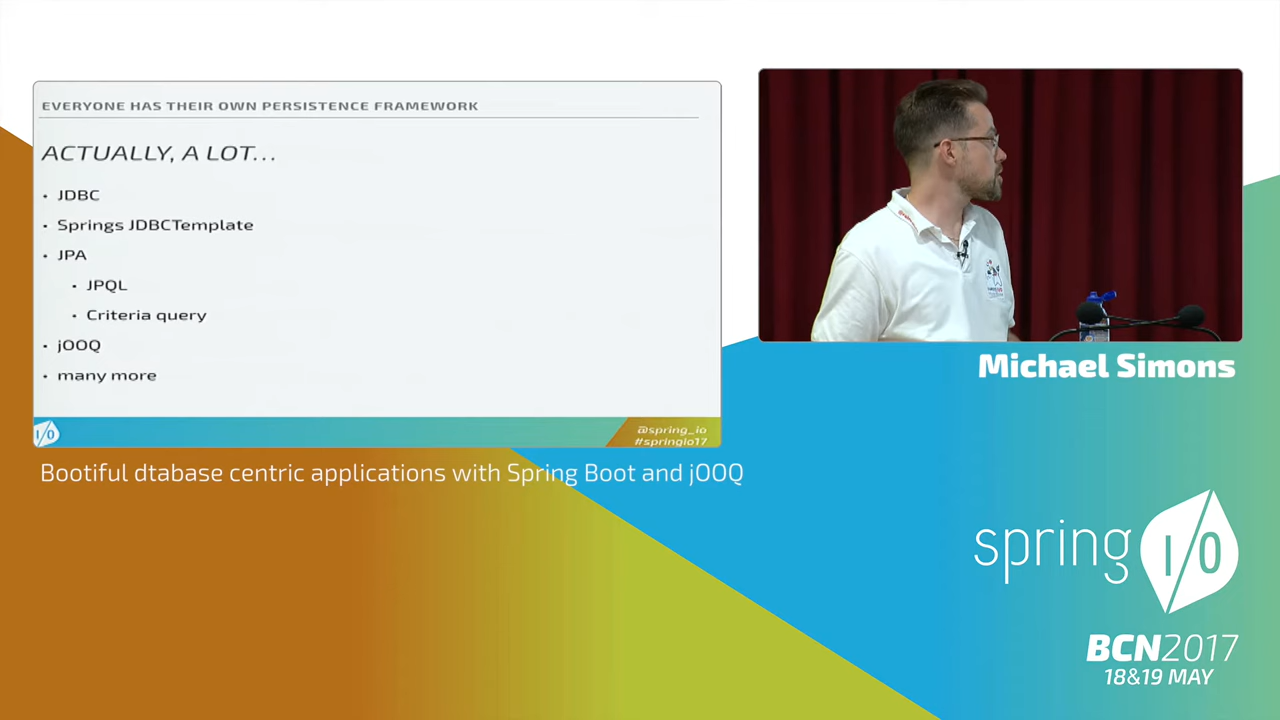 EVERYONE HAS THEIR OWN PERSISTENCE FRAMEWORK
ACTUALLY, A LOT...
• JDBC
• Springs JDBCTemplate
• JPA
• JPQL
• Criteria query
• jOOQ
• many more
I/O
@spring_io
#springio17
Michael Simons
Bootiful dtabase centric applications with Spring Boot and jOOQ
spring I/O
BCN2017
18&19 MAY